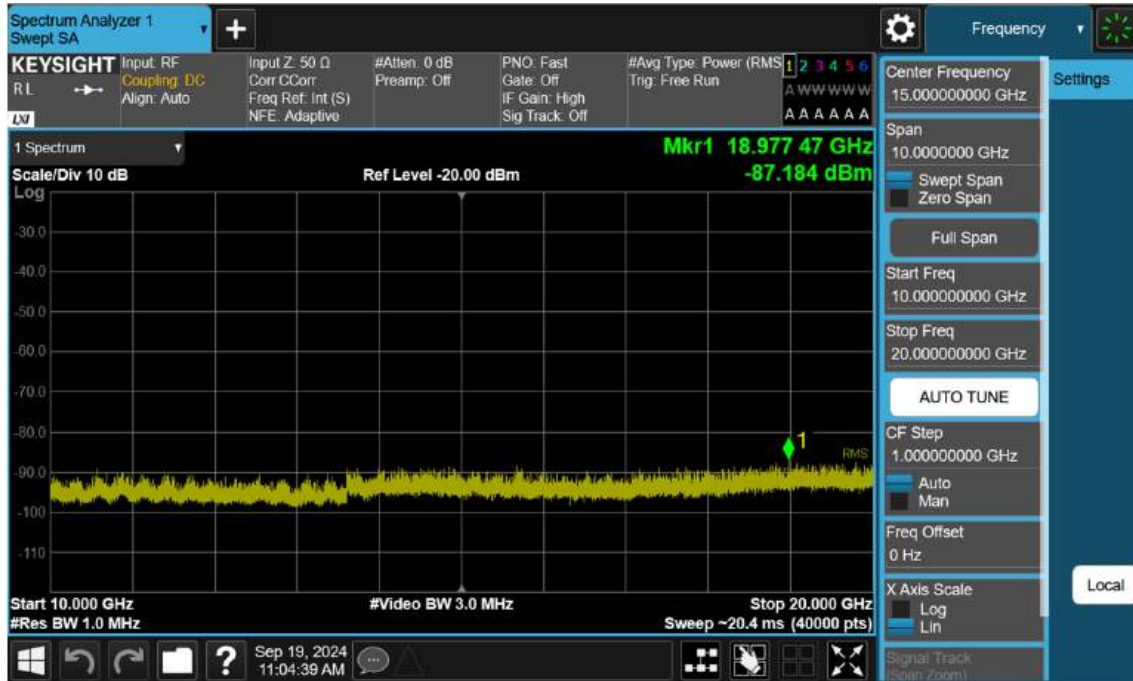 Spectrum Analyzer 1
Swept SA
+
Frequency
KEYSIGHT
RL
LXI
Input: RF
Coupling: DC
Align: Auto
Input Z: 50 Ω
Corr CCorr
Freq Ref: Int (S)
NFE: Adaptive
#Atten: 0 dB
Preamp: Off
PNO: Fast
Gate: Off
IF Gain: High
Sig Track: Off
#Avg Type: Power (RMS
Trig: Free Run
1 2 3 4 5 6
A W W W W W
A A A A A A
1 Spectrum
Mkr1 18.977 47 GHz
Scale/Div 10 dB
Ref Level -20.00 dBm
-87.184 dBm
Log
-30.0
-40.0
-50.0
-60.0
-70.0
-80.0
1
RMS
-90.0
-100
-110
Start 10.000 GHz
#Video BW 3.0 MHz
Stop 20.000 GHz
#Res BW 1.0 MHz
Sweep ~20.4 ms (40000 pts)
Center Frequency
15.000000000 GHz
Span
10.0000000 GHz
Swept Span
Zero Span
Full Span
Start Freq
10.000000000 GHz
Stop Freq
20.000000000 GHz
AUTO TUNE
CF Step
1.000000000 GHz
Auto
Man
Freq Offset
0 Hz
X Axis Scale
Log
Lin
Signal Track
(Span Zoom)
Settings
Local
?
Sep 19, 2024
11:04:39 AM